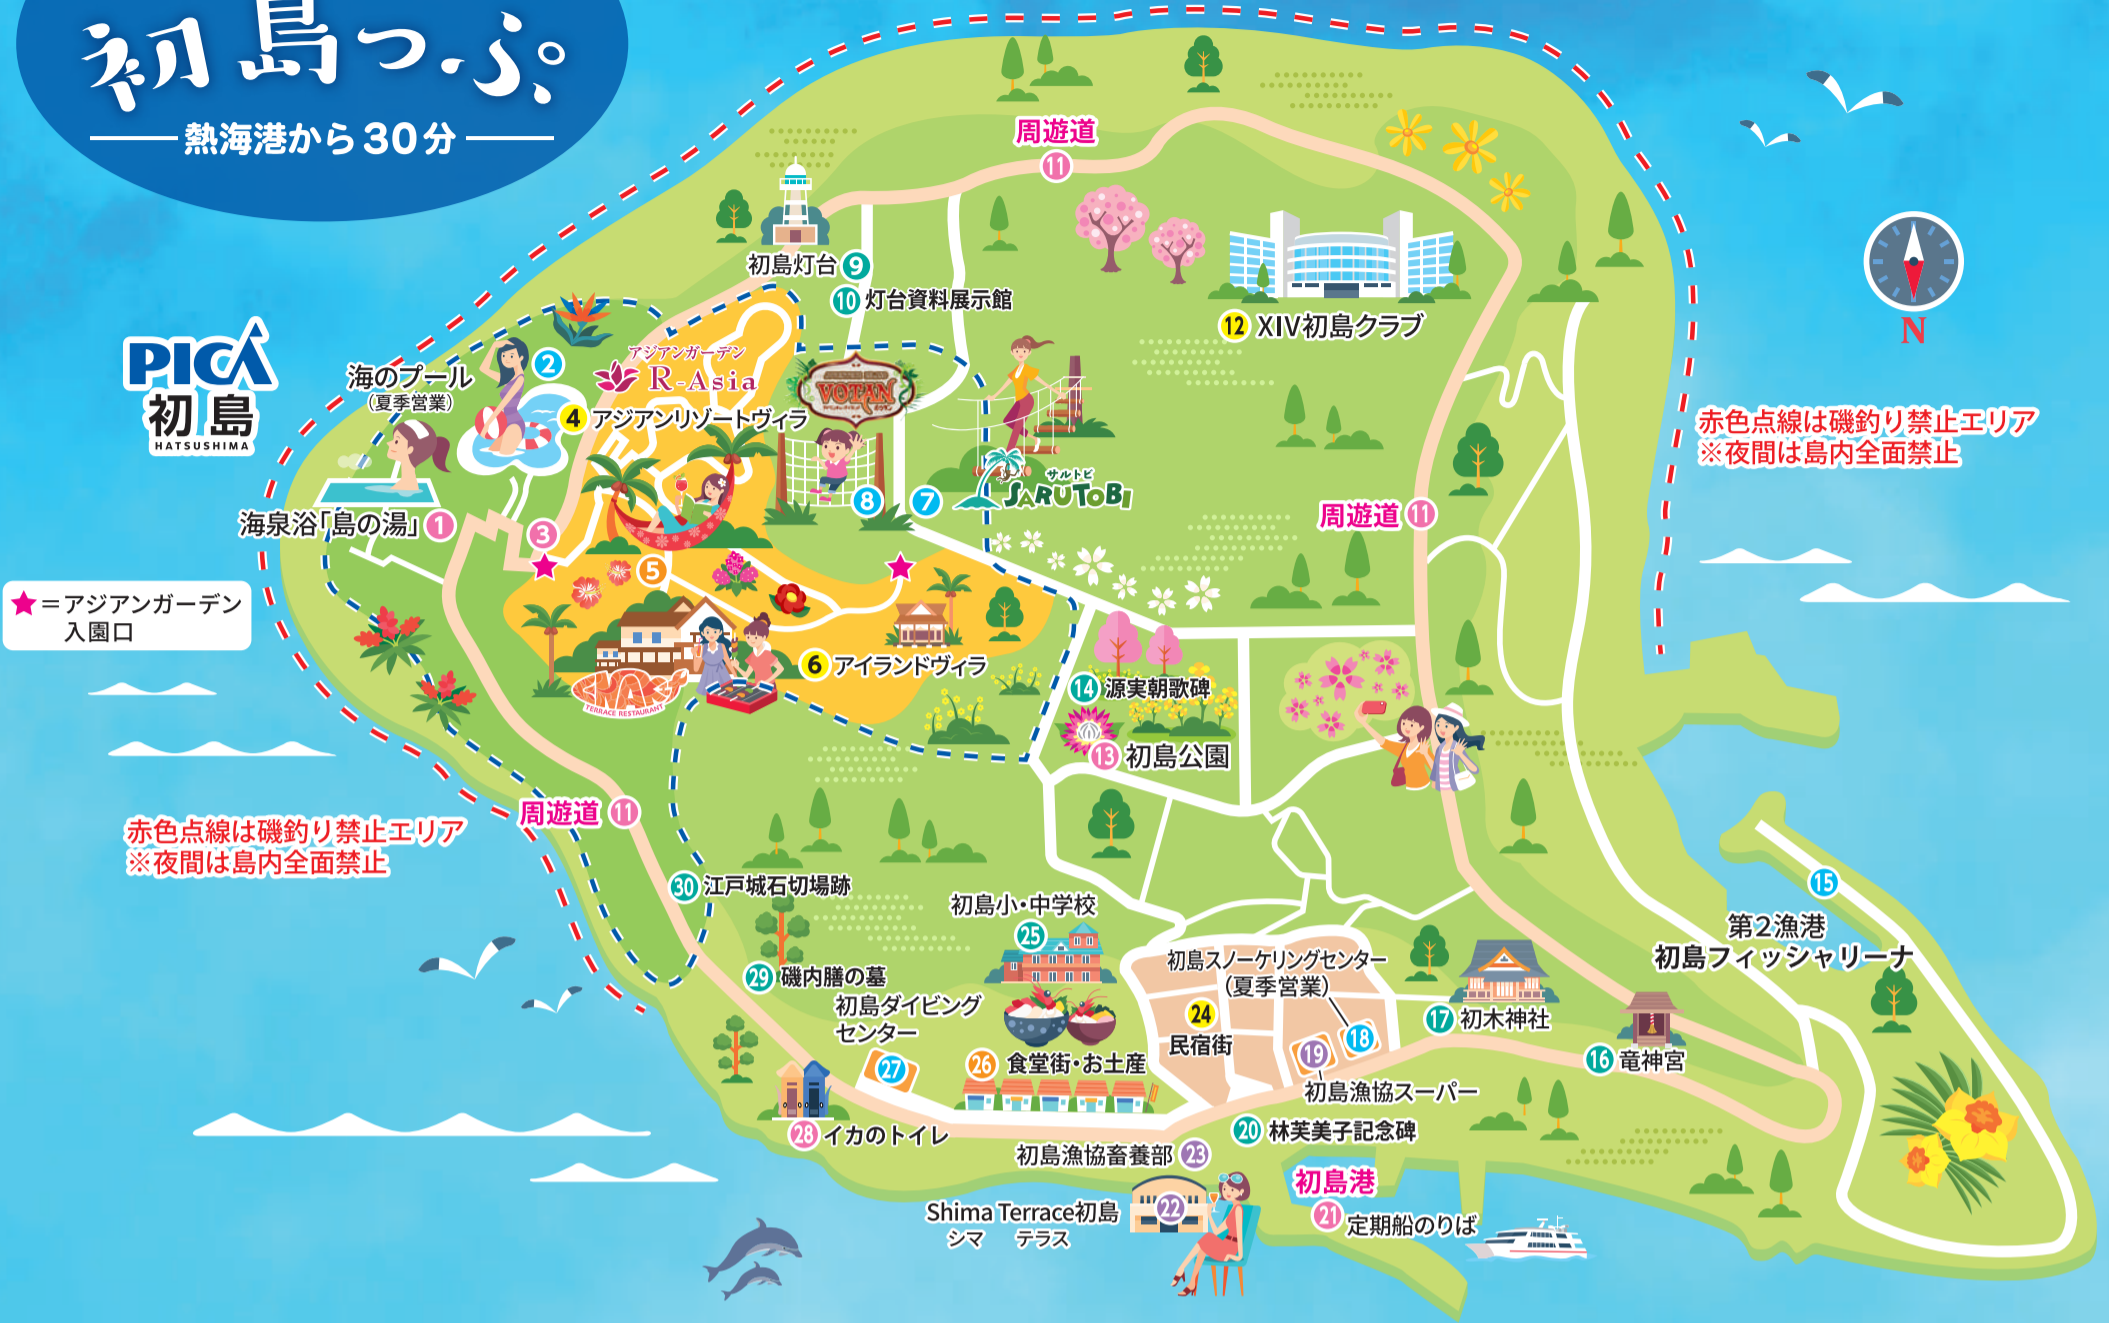 初島っぷ
熱海港から30分
周遊道
11
初島灯台 9
10 灯台資料展示館
12 XIV初島クラブ
N
PICA
初島
HATSUSHIMA
海のプール
(夏季営業)
2
アジアンガーデン
R-Asia
4 アジアンリゾートヴィラ
VOTAN
8
7
サルトビ
SARUTOBI
赤色点線は磯釣り禁止エリア
※夜間は島内全面禁止
海泉浴「島の湯」 1
3
周遊道 11
★=アジアンガーデン
入園口
5
TERRACE RESTAURANT
6 アイランドヴィラ
14 源実朝歌碑
13 初島公園
周遊道 11
赤色点線は磯釣り禁止エリア
※夜間は島内全面禁止
30 江戸城石切場跡
15
第2漁港
初島フィッシャリーナ
初島小・中学校
25
29 磯内膳の墓
初島スノーケリングセンター
(夏季営業)
初島ダイビング
センター
27
26 食堂街・お土産
24
民宿街
19
18
初島漁協スーパー
17 初木神社
16 竜神宮
28 イカのトイレ
20 林芙美子記念碑
初島漁協畜養部 23
初島港
21 定期船のりば
Shima Terrace初島
シマ テラス
22